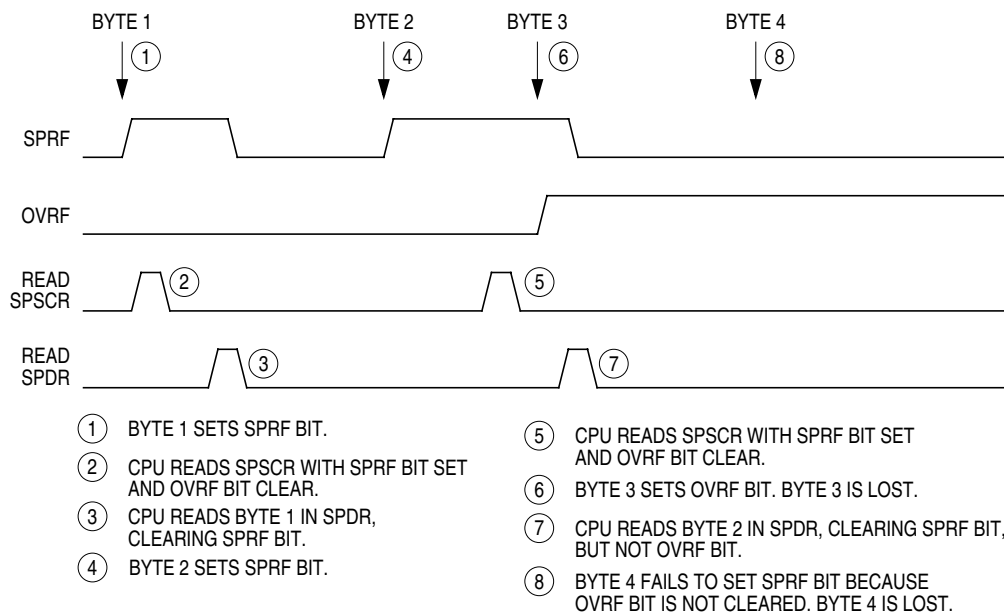 BYTE 1 BYTE 2 BYTE 3 BYTE 4
1 4 6 8
SPRF
OVRF
READ
SPSCR
2 5
READ
SPDR
3 7
1 BYTE 1 SETS SPRF BIT.
2 CPU READS SPSCR WITH SPRF BIT SET
AND OVRF BIT CLEAR.
3 CPU READS BYTE 1 IN SPDR,
CLEARING SPRF BIT.
4 BYTE 2 SETS SPRF BIT.
5 CPU READS SPSCR WITH SPRF BIT SET
AND OVRF BIT CLEAR.
6 BYTE 3 SETS OVRF BIT. BYTE 3 IS LOST.
7 CPU READS BYTE 2 IN SPDR, CLEARING SPRF BIT,
BUT NOT OVRF BIT.
8 BYTE 4 FAILS TO SET SPRF BIT BECAUSE
OVRF BIT IS NOT CLEARED. BYTE 4 IS LOST.